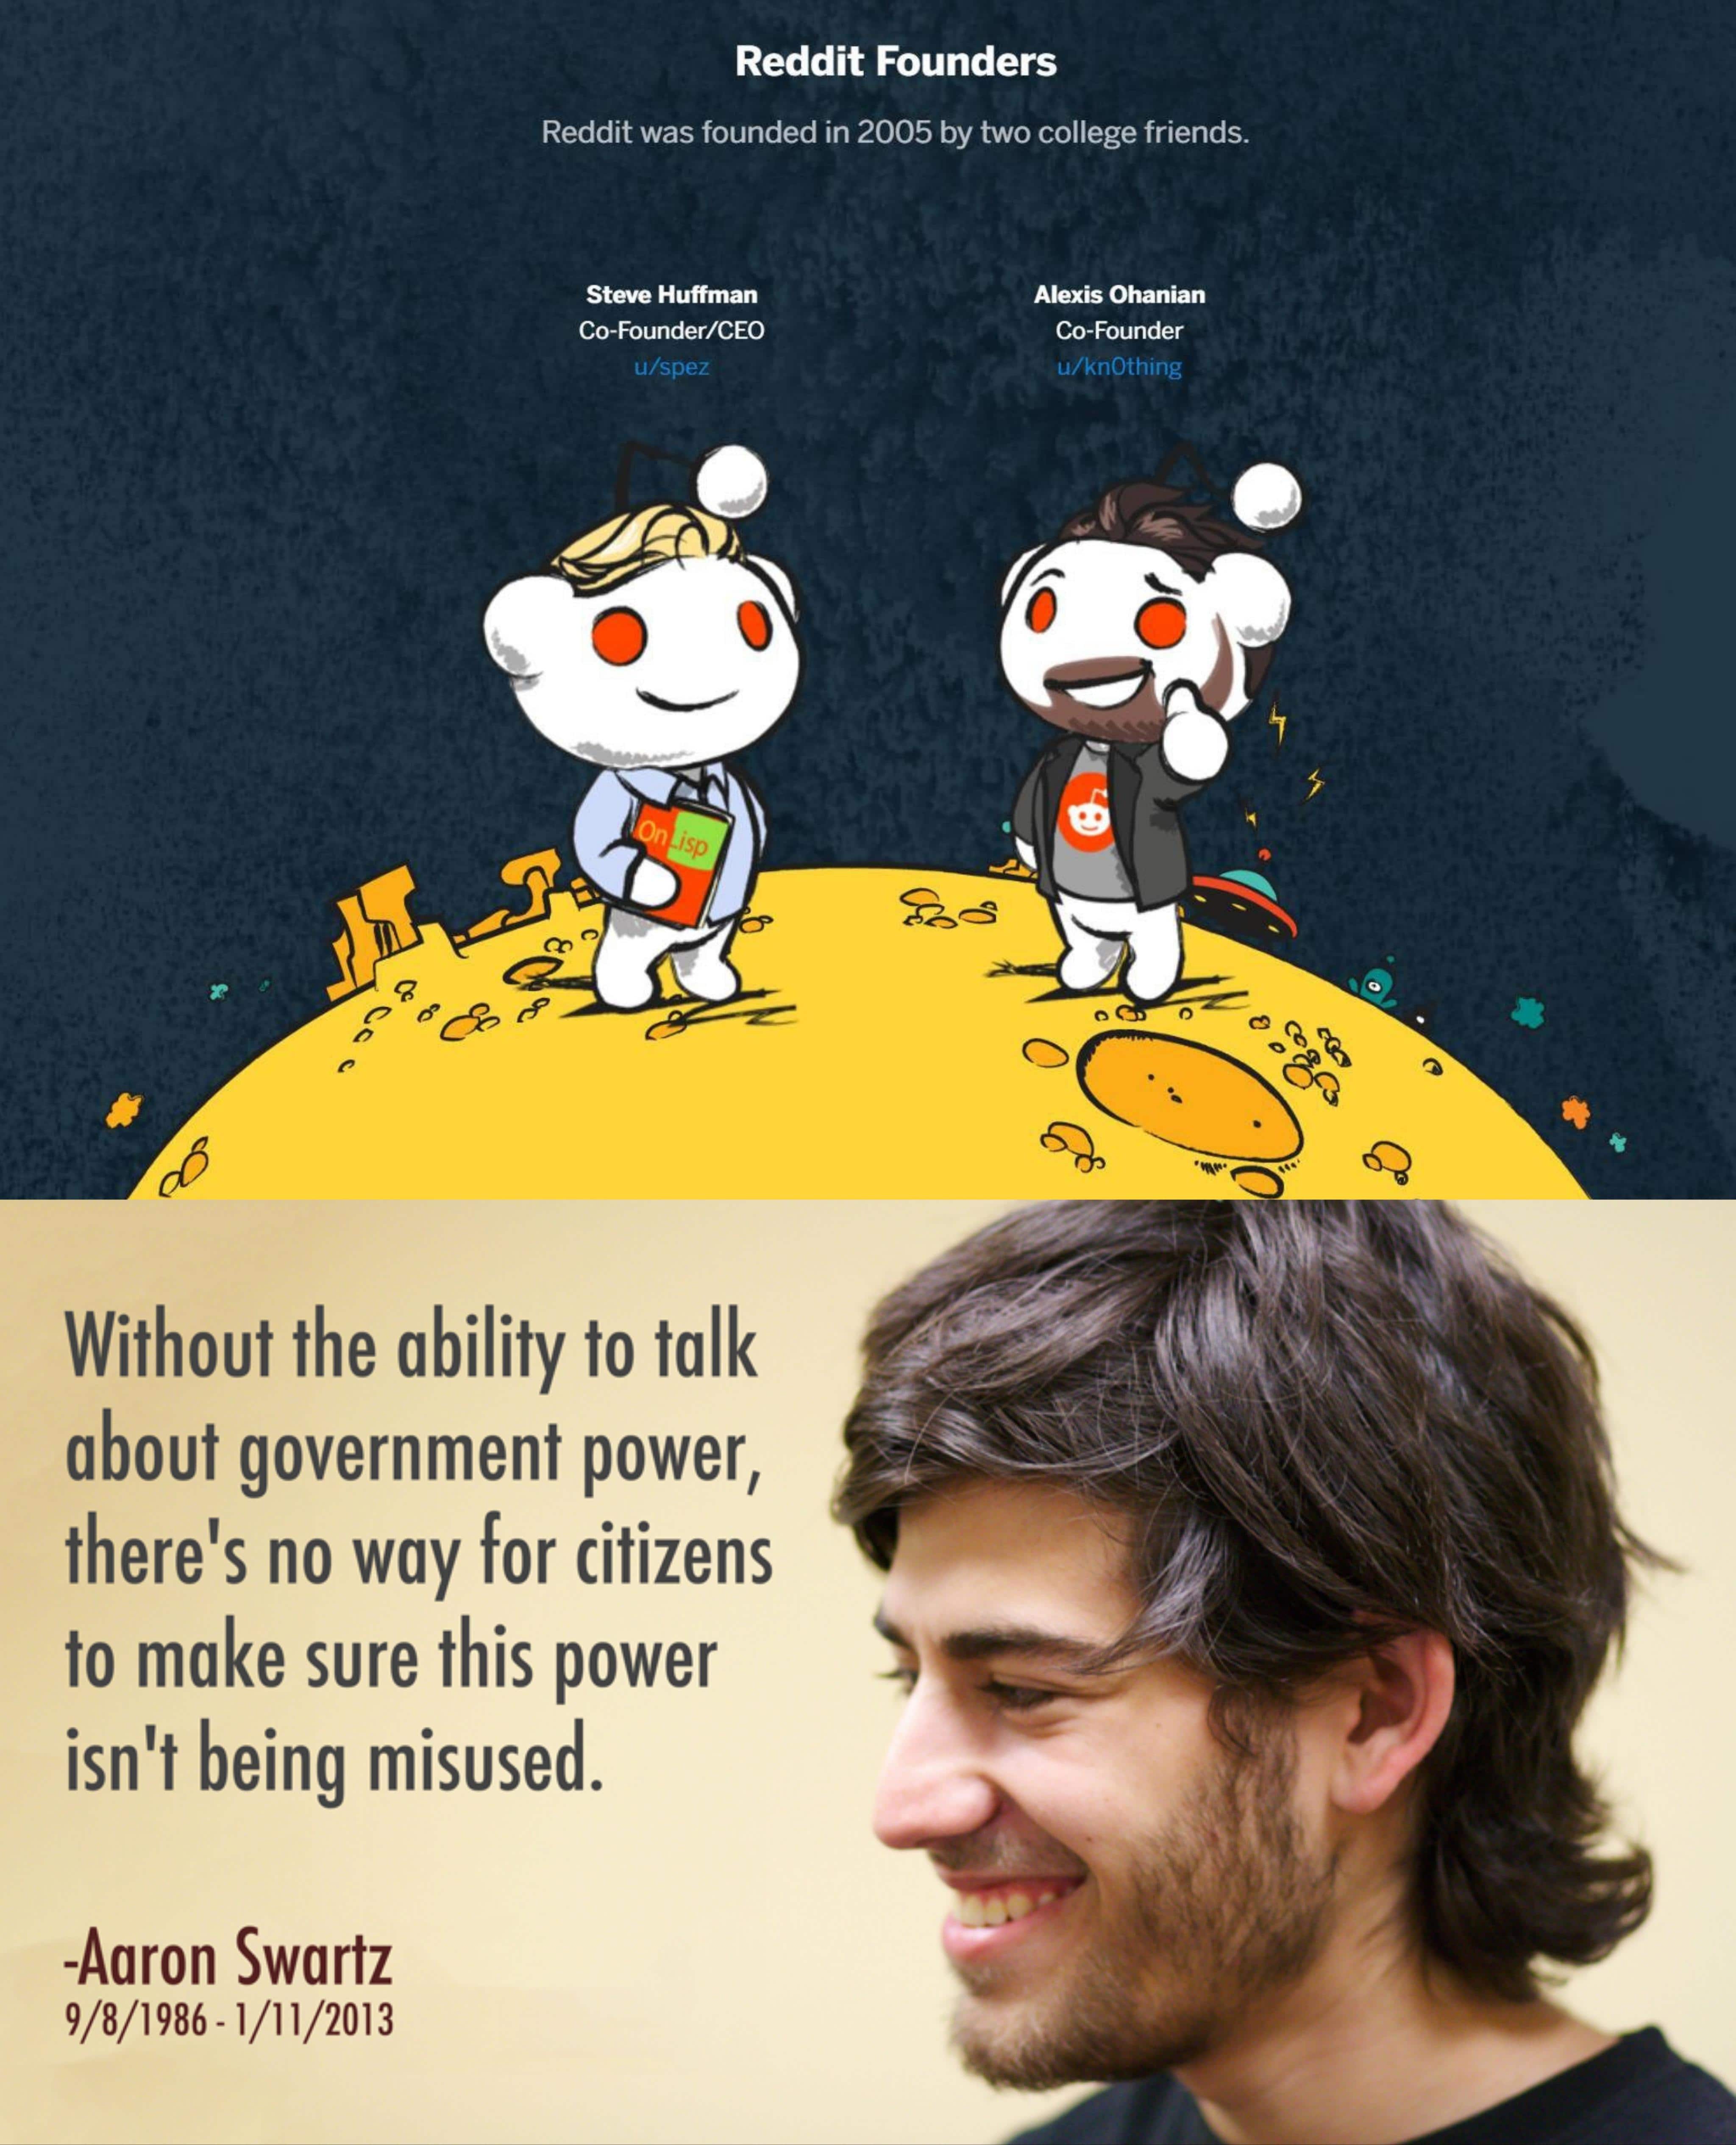 Reddit Founders
Reddit was founded in 2005 by two college friends.
Steve Huffman
Co-Founder/CEO
u/spez
Alexis Ohanian
Co-Founder
u/kn0thing
On Lisp
Without the ability to talk
about government power,
there's no way for citizens
to make sure this power
isn't being misused.
-Aaron Swartz
9/8/1986 - 1/11/2013